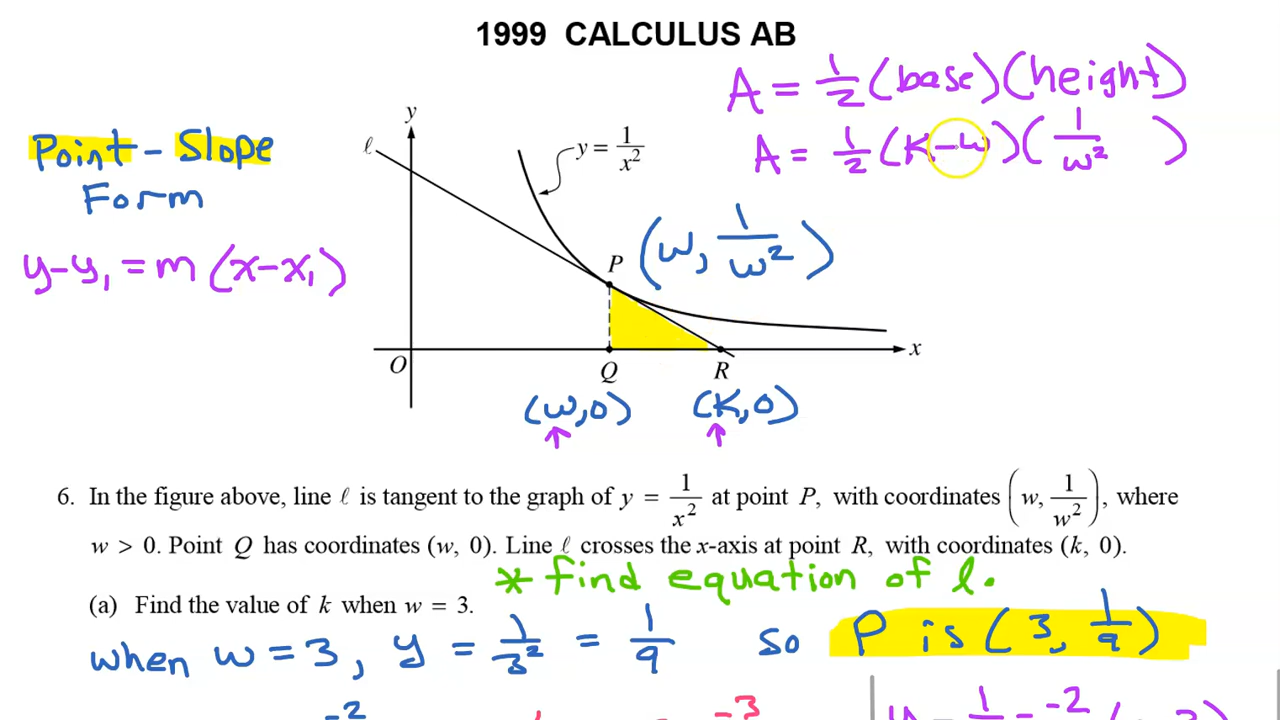 1999 CALCULUS AB
A = 1/2 (base)(height)
A = 1/2 (K-w)(1/w²)
Point - Slope
Form
y-y₁ = m(x-x₁)
y
ℓ
y = 1/x²
P (w, 1/w²)
O
Q
R
x
(w,0)
(K,0)
6. In the figure above, line ℓ is tangent to the graph of y = 1/x² at point P, with coordinates (w, 1/w²), where
w > 0. Point Q has coordinates (w, 0). Line ℓ crosses the x-axis at point R, with coordinates (k, 0).
* find equation of l.
(a) Find the value of k when w = 3.
when w = 3, y = 1/3² = 1/9 so P is (3, 1/9)